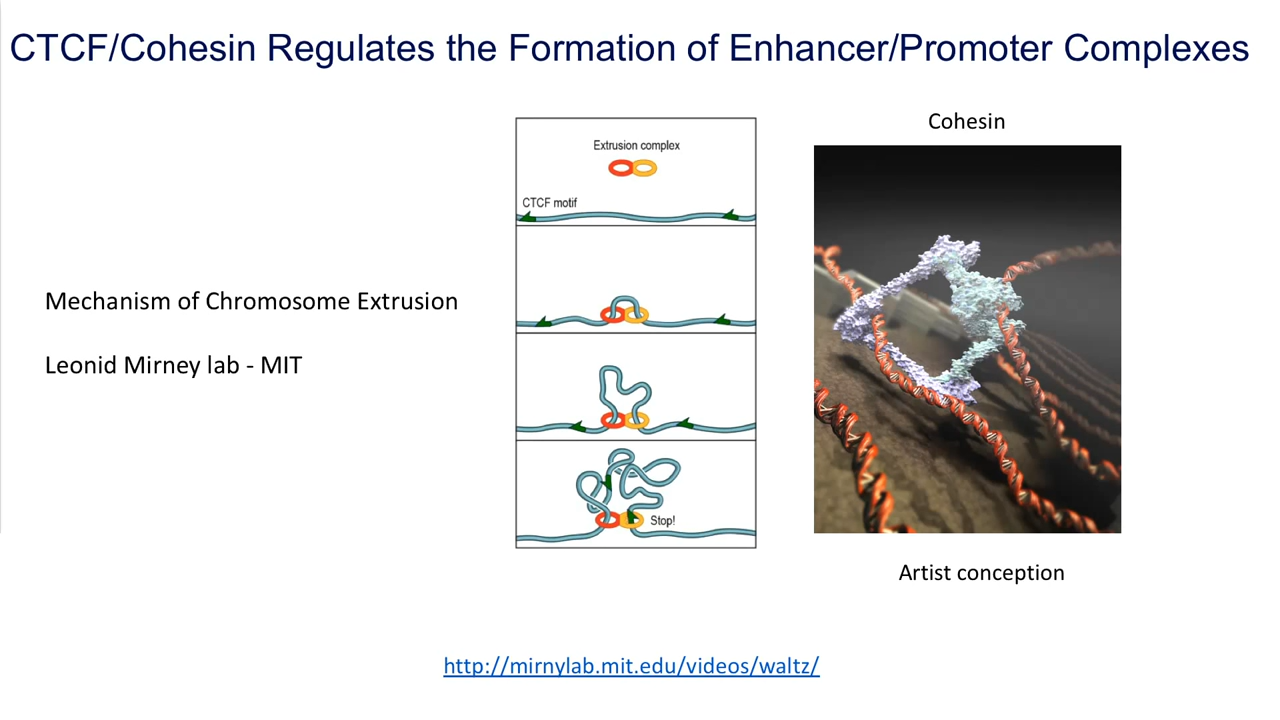 CTCF/Cohesin Regulates the Formation of Enhancer/Promoter Complexes
Mechanism of Chromosome Extrusion
Leonid Mirney lab - MIT
Extrusion complex
CTCF motif
Stop!
Cohesin
Artist conception
http://mirnylab.mit.edu/videos/waltz/